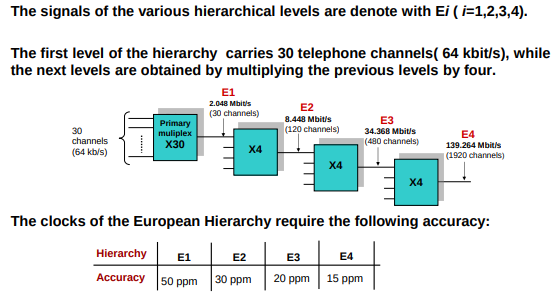 The signals of the various hierarchical levels are denote with Ei ( i=1,2,3,4).
The first level of the hierarchy carries 30 telephone channels( 64 kbit/s), while
the next levels are obtained by multiplying the previous levels by four.
E1
2.048 Mbit/s
(30 channels)
E2
8.448 Mbit/s
(120 channels)
E3
34.368 Mbit/s
(480 channels)
E4
139.264 Mbit/s
(1920 channels)
30
channels
(64 kb/s)
Primary
muliplex
X30
X4
X4
X4
The clocks of the European Hierarchy require the following accuracy:
Hierarchy E1 E2 E3 E4
Accuracy 50 ppm 30 ppm 20 ppm 15 ppm